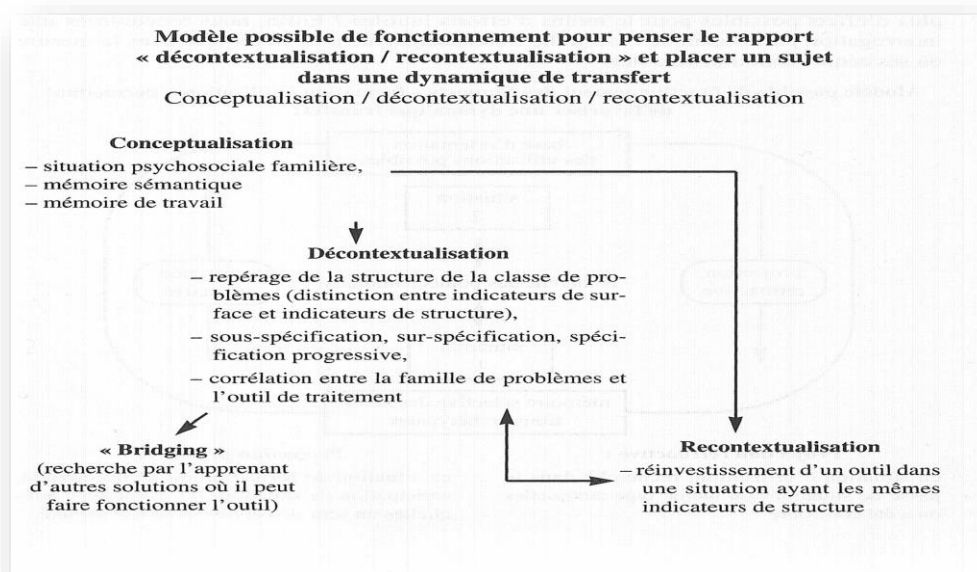 Modèle possible de fonctionnement pour penser le rapport
« décontextualisation / recontextualisation » et placer un sujet
dans une dynamique de transfert
Conceptualisation / décontextualisation / recontextualisation
Conceptualisation
– situation psychosociale familière,
– mémoire sémantique
– mémoire de travail
Décontextualisation
– repérage de la structure de la classe de pro-
blèmes (distinction entre indicateurs de sur-
face et indicateurs de structure),
– sous-spécification, sur-spécification, spéci-
fication progressive,
– corrélation entre la famille de problèmes et
l'outil de traitement
« Bridging »
(recherche par l'apprenant
d'autres solutions où il peut
faire fonctionner l'outil)
Recontextualisation
– réinvestissement d'un outil dans
une situation ayant les mêmes
indicateurs de structure